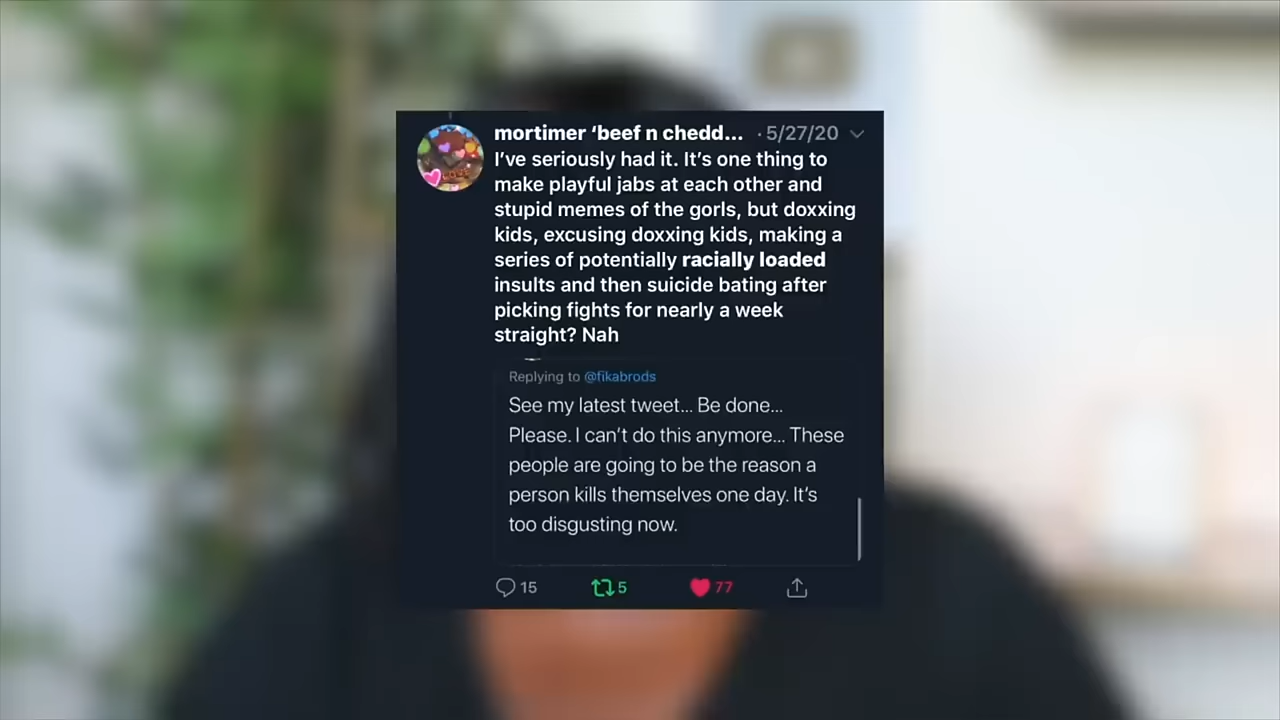 mortimer ‘beef n chedd... · 5/27/20
I’ve seriously had it. It’s one thing to
make playful jabs at each other and
stupid memes of the gorls, but doxxing
kids, excusing doxxing kids, making a
series of potentially racially loaded
insults and then suicide bating after
picking fights for nearly a week
straight? Nah
Replying to @fikabrods
See my latest tweet... Be done...
Please. I can’t do this anymore... These
people are going to be the reason a
person kills themselves one day. It’s
too disgusting now.
15 5 77